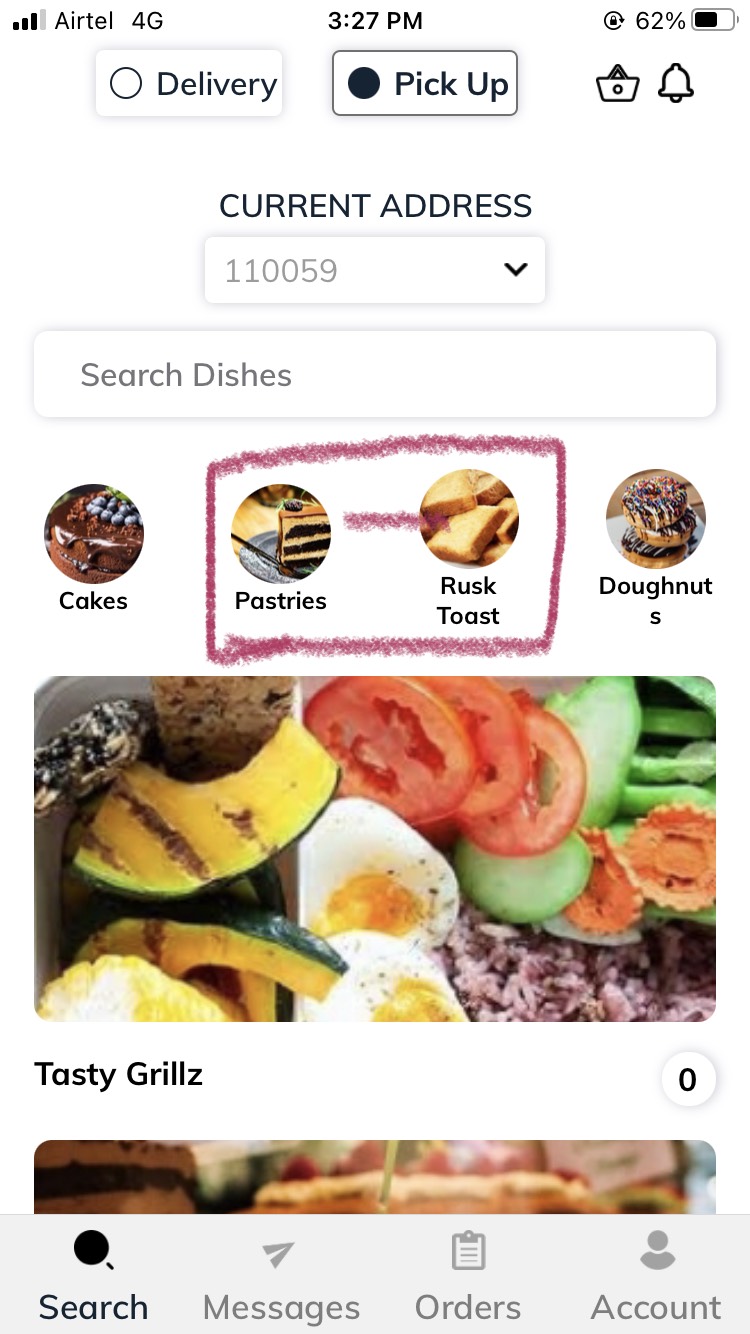 Airtel 4G 3:27 PM 62%
Delivery Pick Up
CURRENT ADDRESS
110059
Search Dishes
Cakes
Pastries
Rusk
Toast
Doughnut
s
Tasty Grillz
0
Search Messages Orders Account